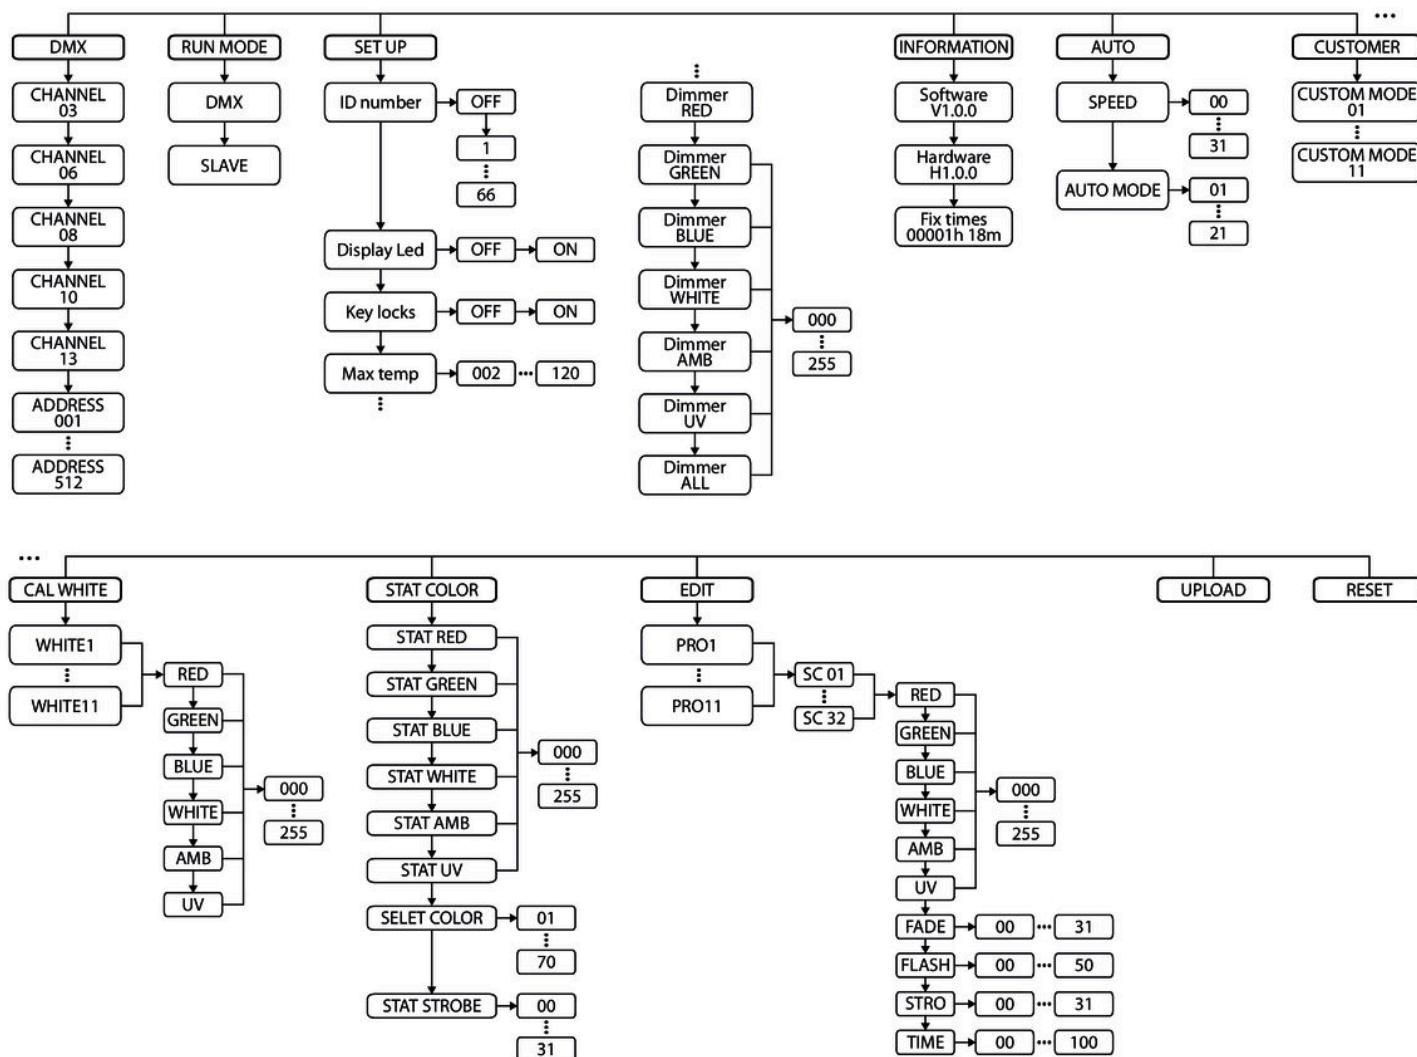 ...
DMX
RUN MODE
SET UP
INFORMATION
AUTO
CUSTOMER
CHANNEL
03
CHANNEL
06
CHANNEL
08
CHANNEL
10
CHANNEL
13
ADDRESS
001
ADDRESS
512
DMX
SLAVE
ID number
OFF
1
66
Display Led
OFF
ON
Key locks
OFF
ON
Max temp
002
...
120
Dimmer
RED
Dimmer
GREEN
Dimmer
BLUE
Dimmer
WHITE
Dimmer
AMB
Dimmer
UV
Dimmer
ALL
000
255
Software
V1.0.0
Hardware
H1.0.0
Fix times
00001h 18m
SPEED
00
31
AUTO MODE
01
21
CUSTOM MODE
01
CUSTOM MODE
11
...
CAL WHITE
STAT COLOR
EDIT
UPLOAD
RESET
WHITE1
WHITE11
RED
GREEN
BLUE
WHITE
AMB
UV
000
255
STAT RED
STAT GREEN
STAT BLUE
STAT WHITE
STAT AMB
STAT UV
000
255
SELET COLOR
01
70
STAT STROBE
00
31
PRO1
PRO11
SC 01
SC 32
RED
GREEN
BLUE
WHITE
AMB
UV
000
255
FADE
00
...
31
FLASH
00
...
50
STRO
00
...
31
TIME
00
...
100